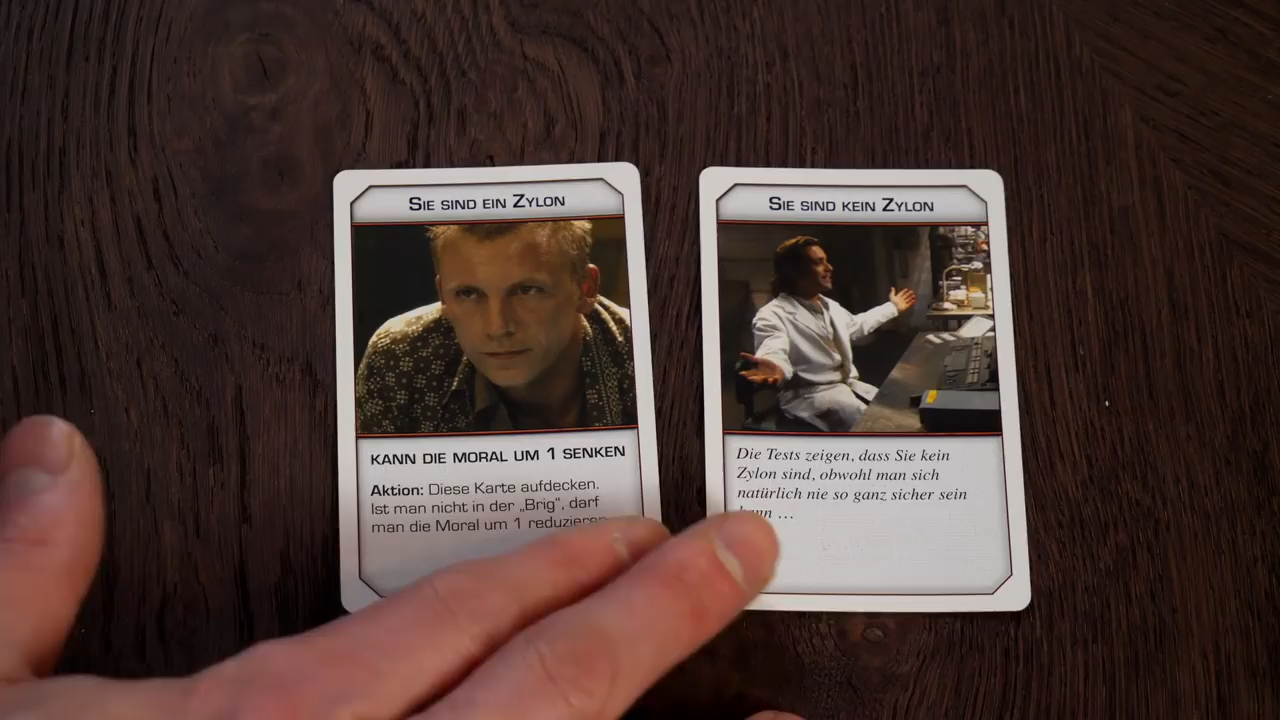 Sie sind ein Zylon
KANN DIE MORAL UM 1 SENKEN
Aktion: Diese Karte aufdecken.
Ist man nicht in der „Brig“, darf
man die Moral um 1 reduzieren
Sie sind kein Zylon
Die Tests zeigen, dass Sie kein
Zylon sind, obwohl man sich
natürlich nie so ganz sicher sein
kann …